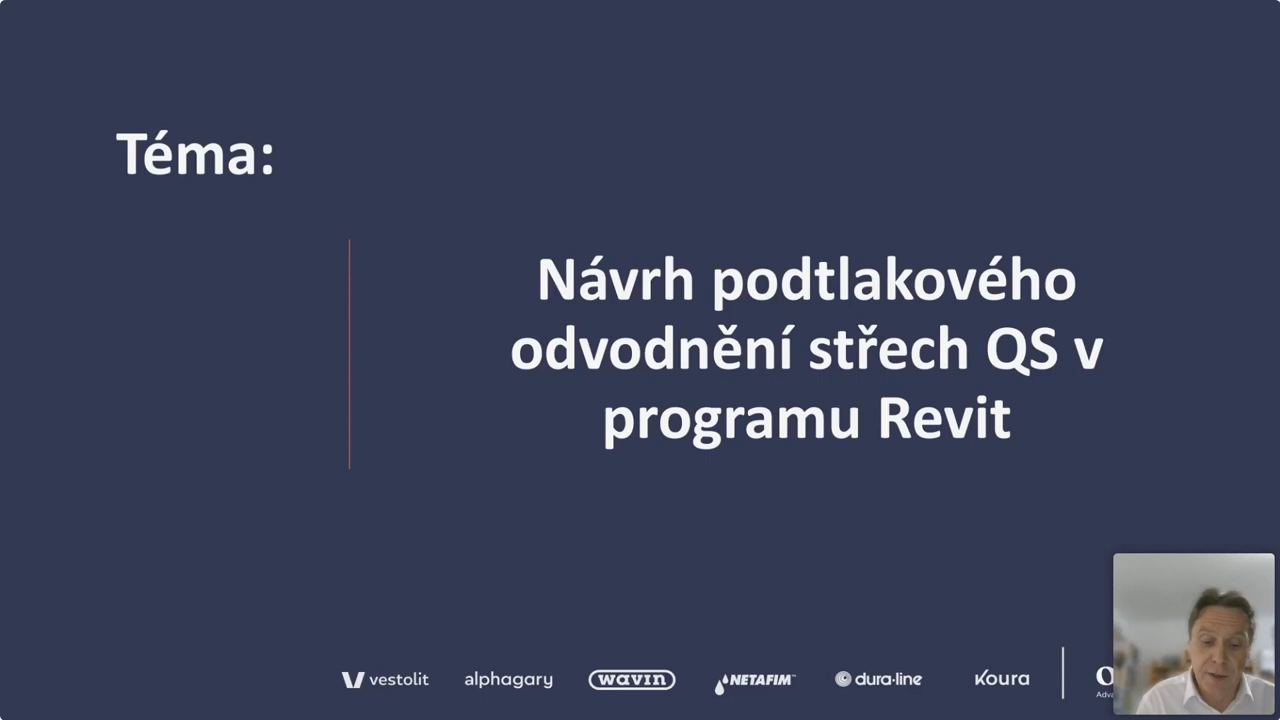 Téma:
Návrh podtlakového
odvodnění střech QS v
programu Revit
vestolit alphagary wavin NETAFIM dura-line Koura